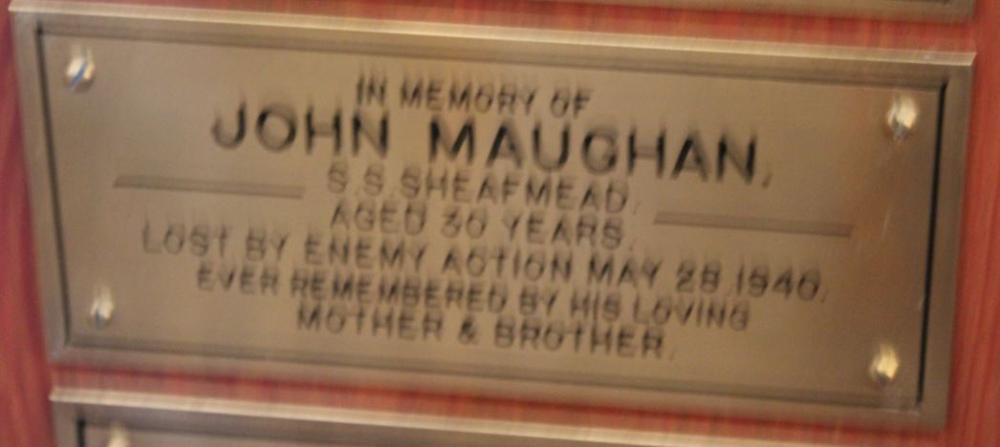 IN MEMORY OF
JOHN MAUGHAN,
S.S. SHEAFMEAD,
AGED 30 YEARS.
LOST BY ENEMY ACTION MAY 28, 1940,
EVER REMEMBERED BY HIS LOVING
MOTHER & BROTHER.